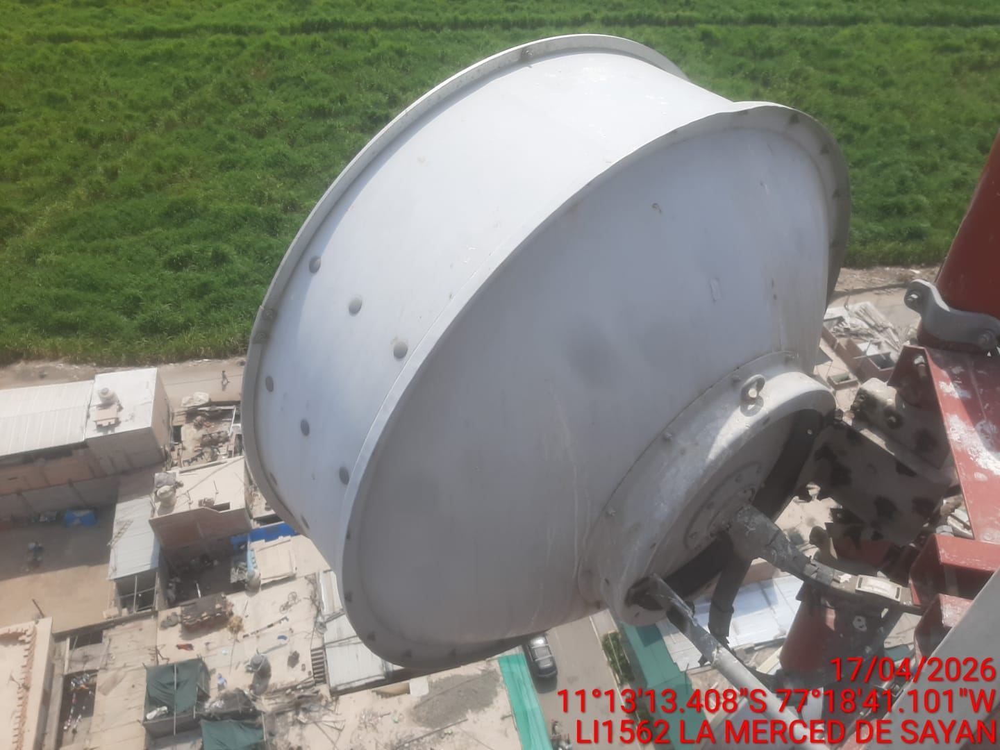 17/04/2026
11°13'13.408"S 77°18'41.101"W
LI1562 LA MERCED DE SAYAN